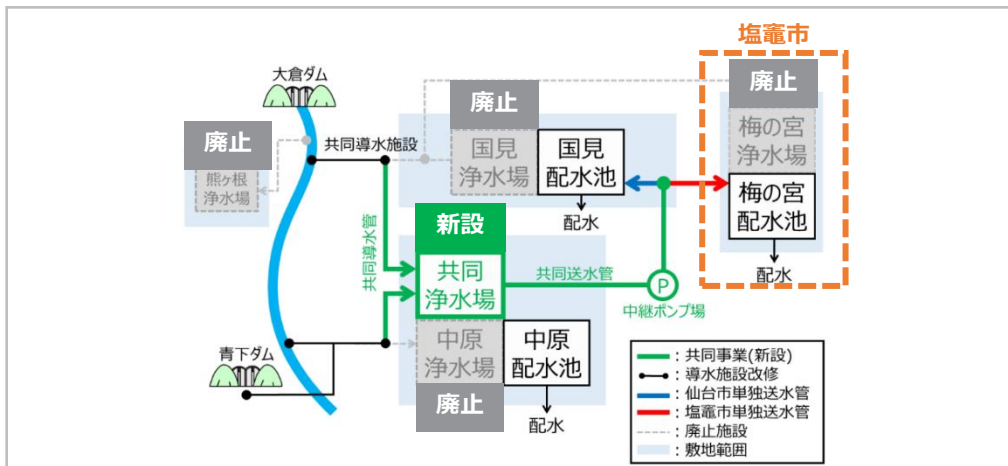 塩竈市
大倉ダム
廃止
梅の宮
浄水場
梅の宮
配水池
配水
廃止
国見
浄水場
国見
配水池
配水
共同導水施設
廃止
熊ヶ根
浄水場
新設
共同
浄水場
共同導水管
共同送水管
P
中継ポンプ場
中原
浄水場
中原
配水池
廃止
配水
青下ダム
：共同事業(新設)
：導水施設改修
：仙台市単独送水管
：塩竈市単独送水管
：廃止施設
：敷地範囲